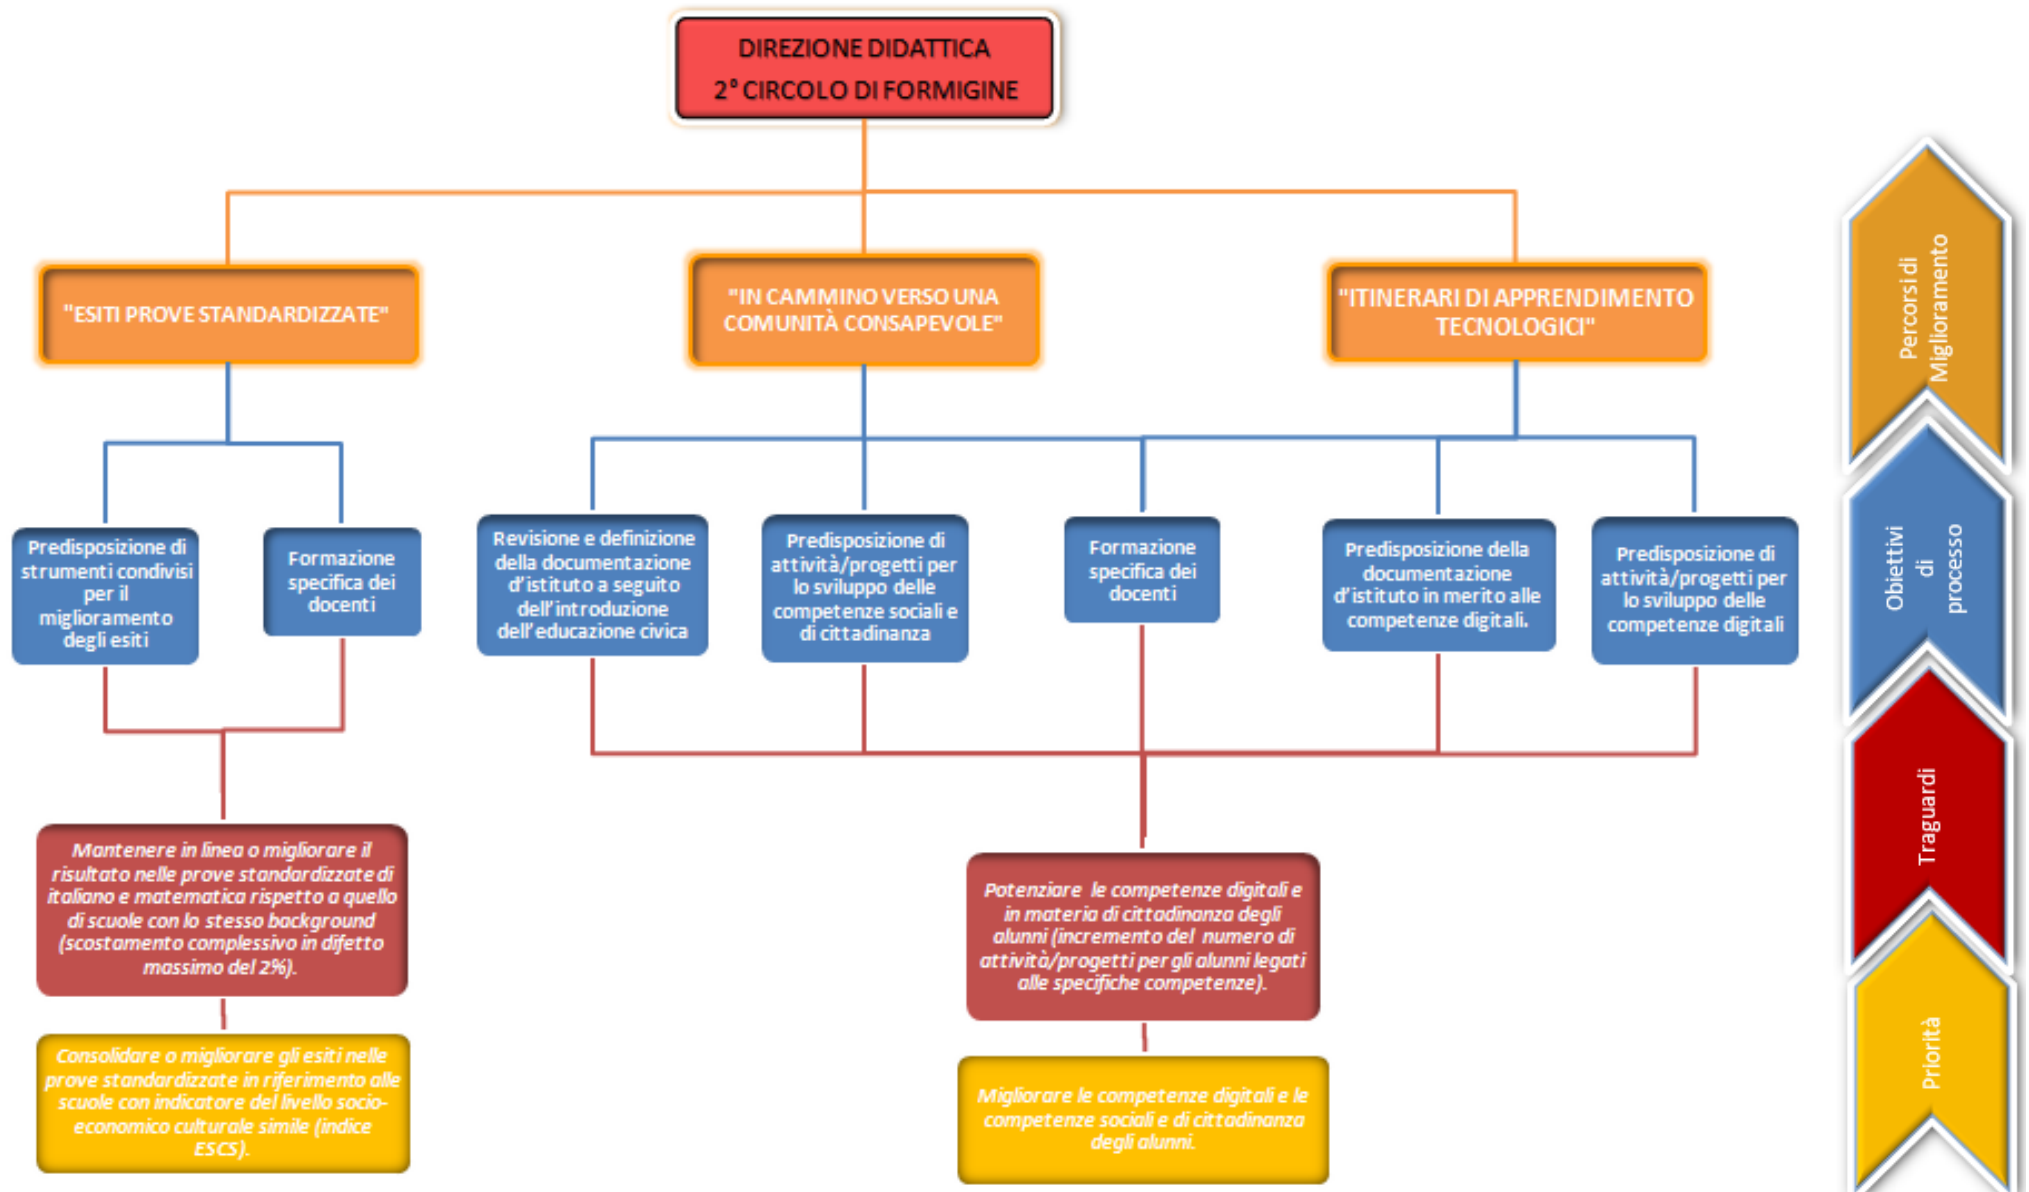 DIREZIONE DIDATTICA
2° CIRCOLO DI FORMIGINE
"ESITI PROVE STANDARDIZZATE"
"IN CAMMINO VERSO UNA
COMUNITÀ CONSAPEVOLE"
"ITINERARI DI APPRENDIMENTO
TECNOLOGICI"
Percorsi di
Miglioramento
Predisposizione di
strumenti condivisi
per il
miglioramento
degli esiti
Formazione
specifica dei
docenti
Revisione e definizione
della documentazione
d'istituto a seguito
dell'introduzione
dell'educazione civica
Predisposizione di
attività/progetti per
lo sviluppo delle
competenze sociali e
di cittadinanza
Formazione
specifica dei
docenti
Predisposizione della
documentazione
d'istituto in merito alle
competenze digitali.
Predisposizione di
attività/progetti per
lo sviluppo delle
competenze digitali
Obiettivi
di
processo
Mantenere in linea o migliorare il
risultato nelle prove standardizzate di
italiano e matematica rispetto a quello
di scuole con lo stesso background
(scostamento complessivo in difetto
massimo del 2%).
Potenziare le competenze digitali e
in materia di cittadinanza degli
alunni (incremento del numero di
attività/progetti per gli alunni legati
alle specifiche competenze).
Traguardi
Consolidare o migliorare gli esiti nelle
prove standardizzate in riferimento alle
scuole con indicatore del livello socio-
economico culturale simile (indice
ESCS).
Migliorare le competenze digitali e le
competenze sociali e di cittadinanza
degli alunni.
Priorità